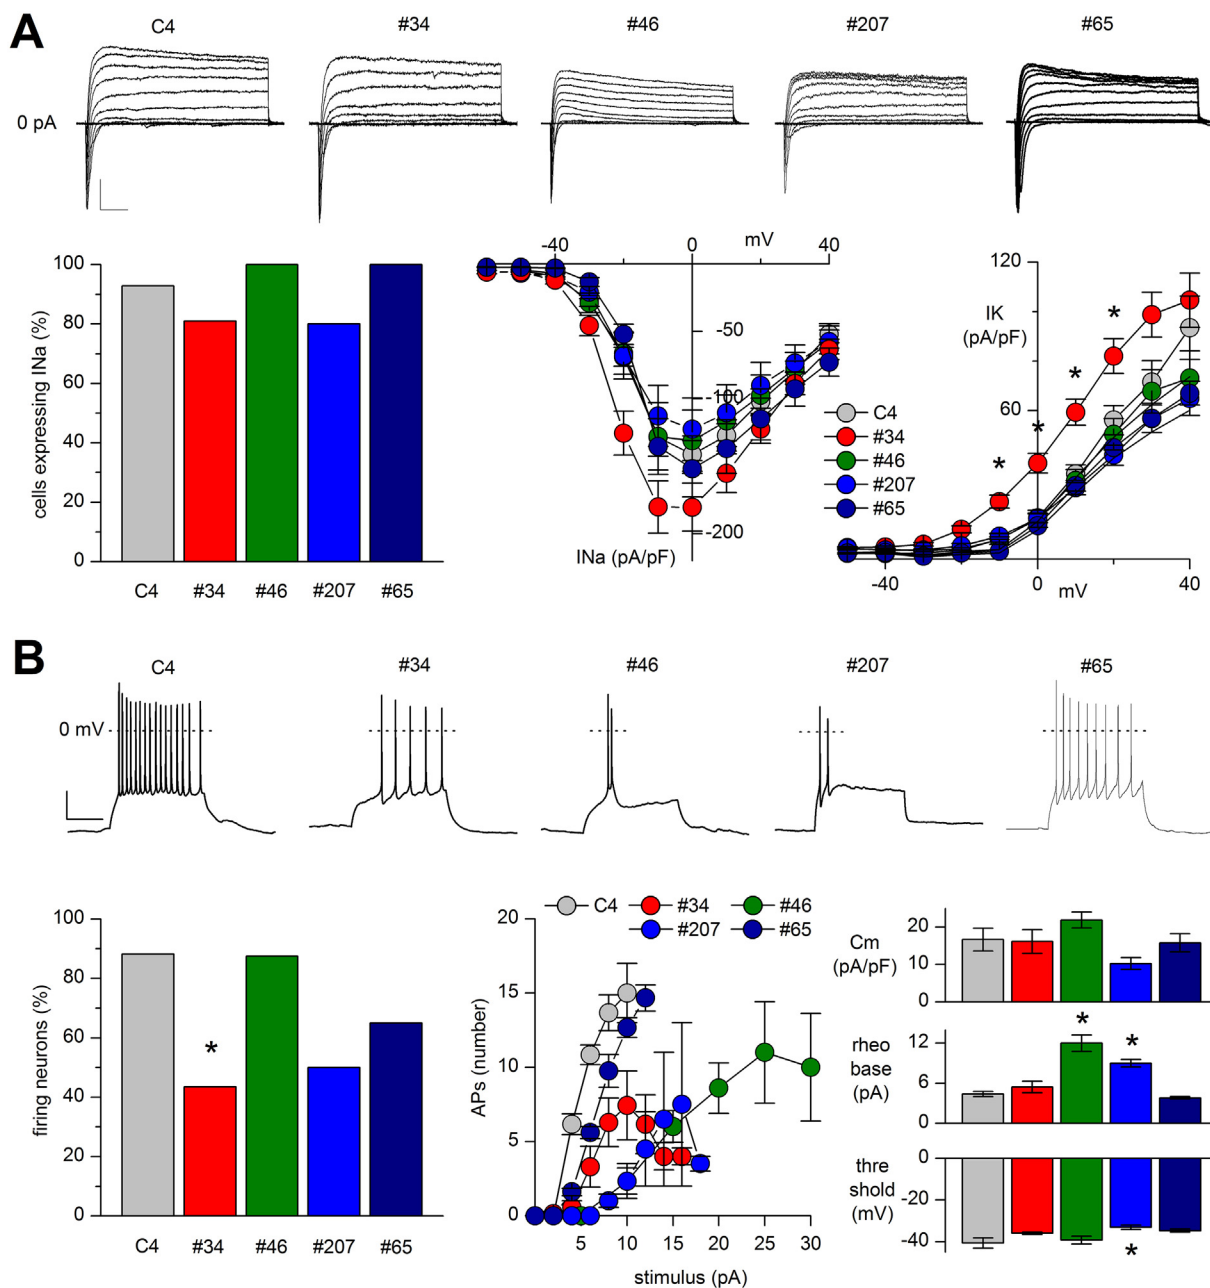 A
C4 #34 #46 #207 #65
0 pA
cells expressing INa (%)
100
80
60
40
20
0
C4 #34 #46 #207 #65
mV
-40 0 40
-50
-100
-200
INa (pA/pF)
C4
#34
#46
#207
#65
120
IK
(pA/pF)
60
-40 0 40
mV
*
*
*
*
B
C4 #34 #46 #207 #65
0 mV
firing neurons (%)
100
80
60
40
20
0
*
C4 #34 #46 #207 #65
C4 #34 #46
#207 #65
APs (number)
20
15
10
5
0
5 10 15 20 25 30
stimulus (pA)
Cm
(pA/pF)
20
10
0
rheo
base
(pA)
12
6
0
* *
thre
shold
(mV)
0
-20
-40
*